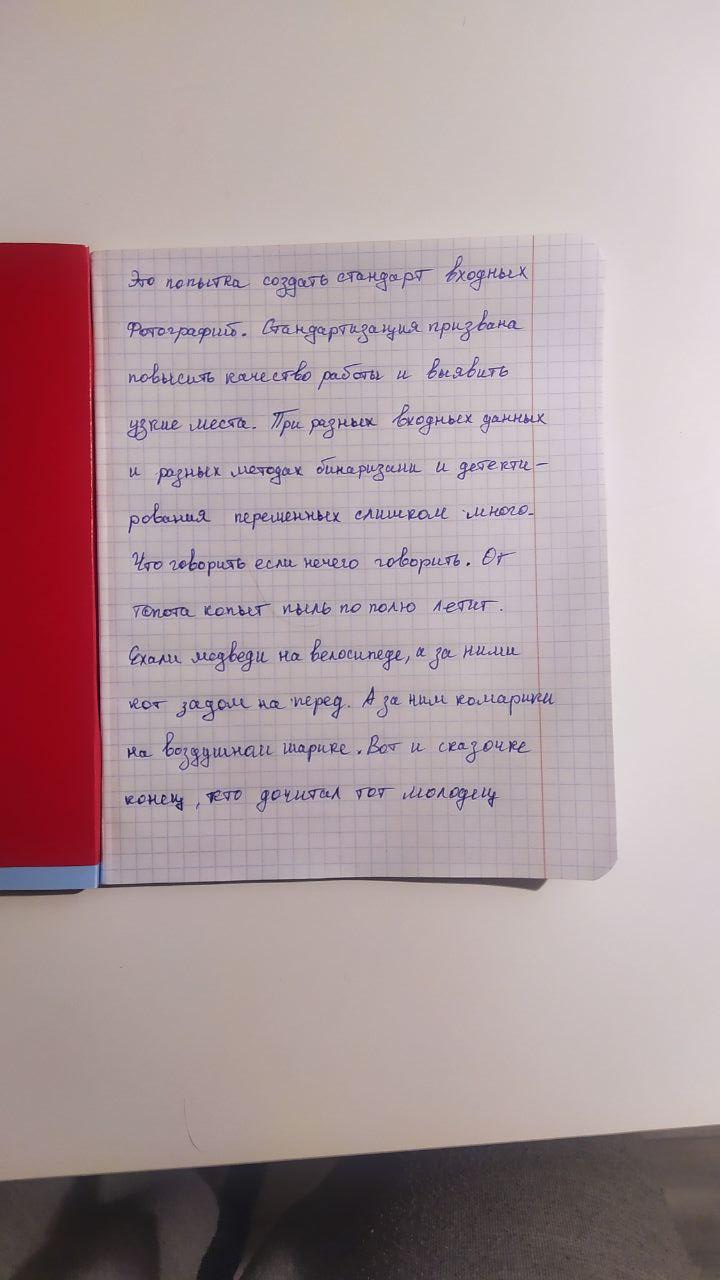 Это попытка создать стандарт входных
Фотографий. Стандартизация призвана
повысить качество работы и выявить
узкие места. При разных входных данных
и разных методах бинаризани и детекти-
рования переменных слишком много.
Что говорить если нечего говорить. От
топота копыт пыль по полю летит.
Ехали медведи на велосипеде, а за ними
кот задом на перед. А за ним комарики
на воздушном шарике. Вот и сказочке
конец, кто дочитал тот молодец